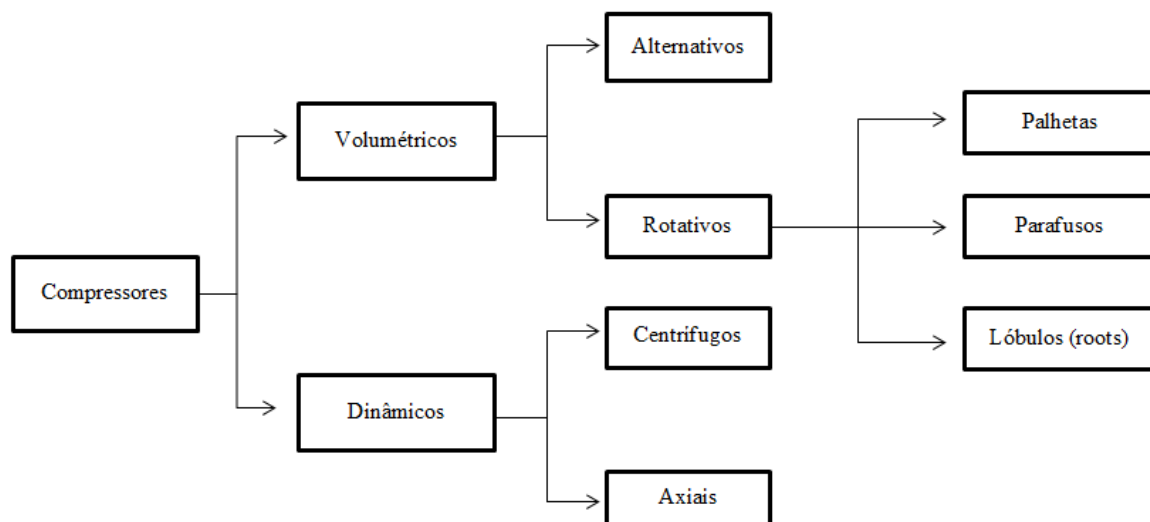 Alternativos
Palhetas
Volumétricos
Rotativos
Parafusos
Compressores
Centrífugos
Lóbulos (roots)
Dinâmicos
Axiais